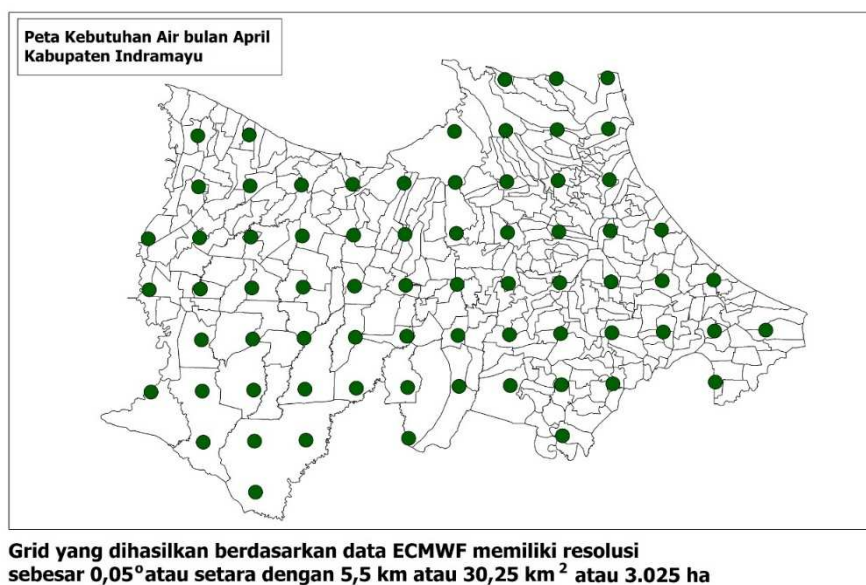 Peta Kebutuhan Air bulan April
Kabupaten Indramayu
Grid yang dihasilkan berdasarkan data ECMWF memiliki resolusi
sebesar 0,05° atau setara dengan 5,5 km atau 30,25 km² atau 3.025 ha